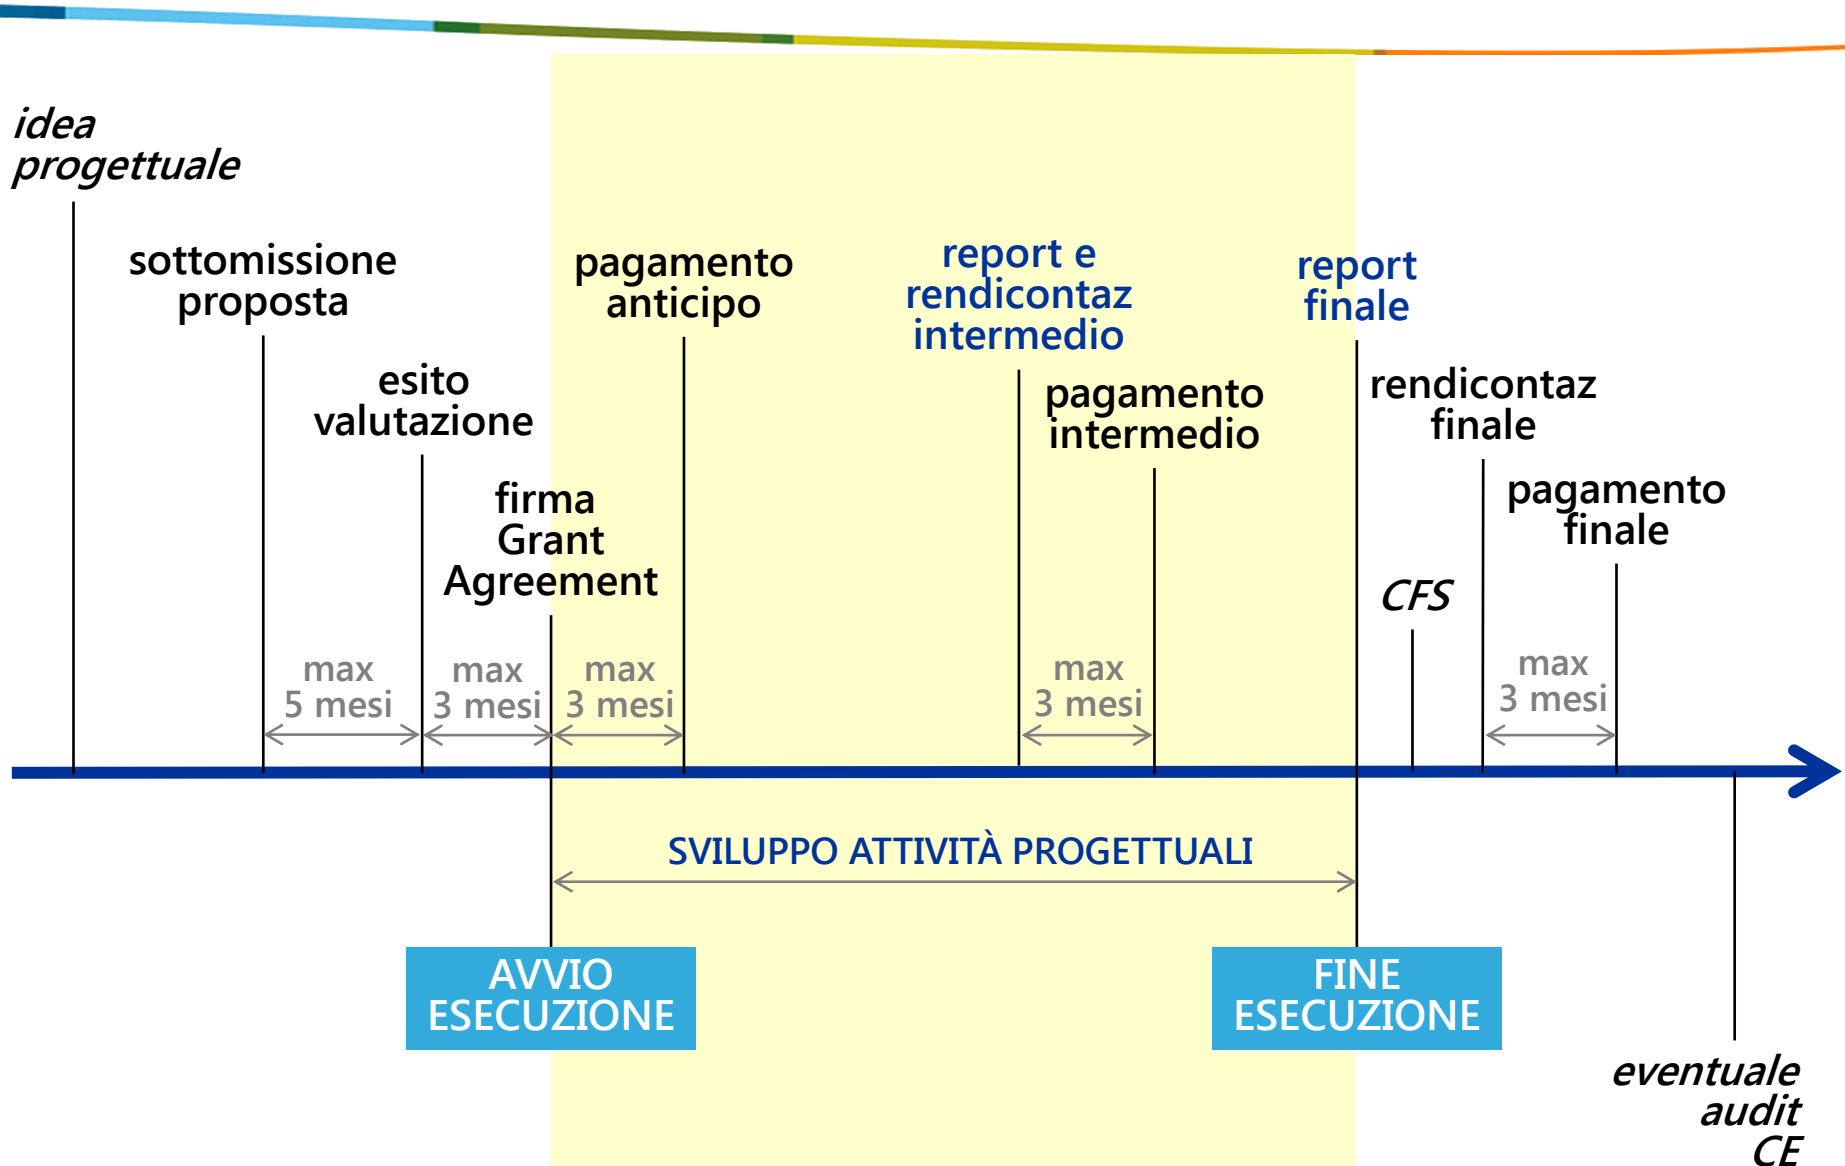 idea
progettuale
sottomissione
proposta
esito
valutazione
firma
Grant
Agreement
pagamento
anticipo
report e
rendicontaz
intermedio
pagamento
intermedio
report
finale
rendicontaz
finale
pagamento
finale
CFS
max
5 mesi
max
3 mesi
max
3 mesi
max
3 mesi
max
3 mesi
SVILUPPO ATTIVITÀ PROGETTUALI
AVVIO
ESECUZIONE
FINE
ESECUZIONE
eventuale
audit
CE